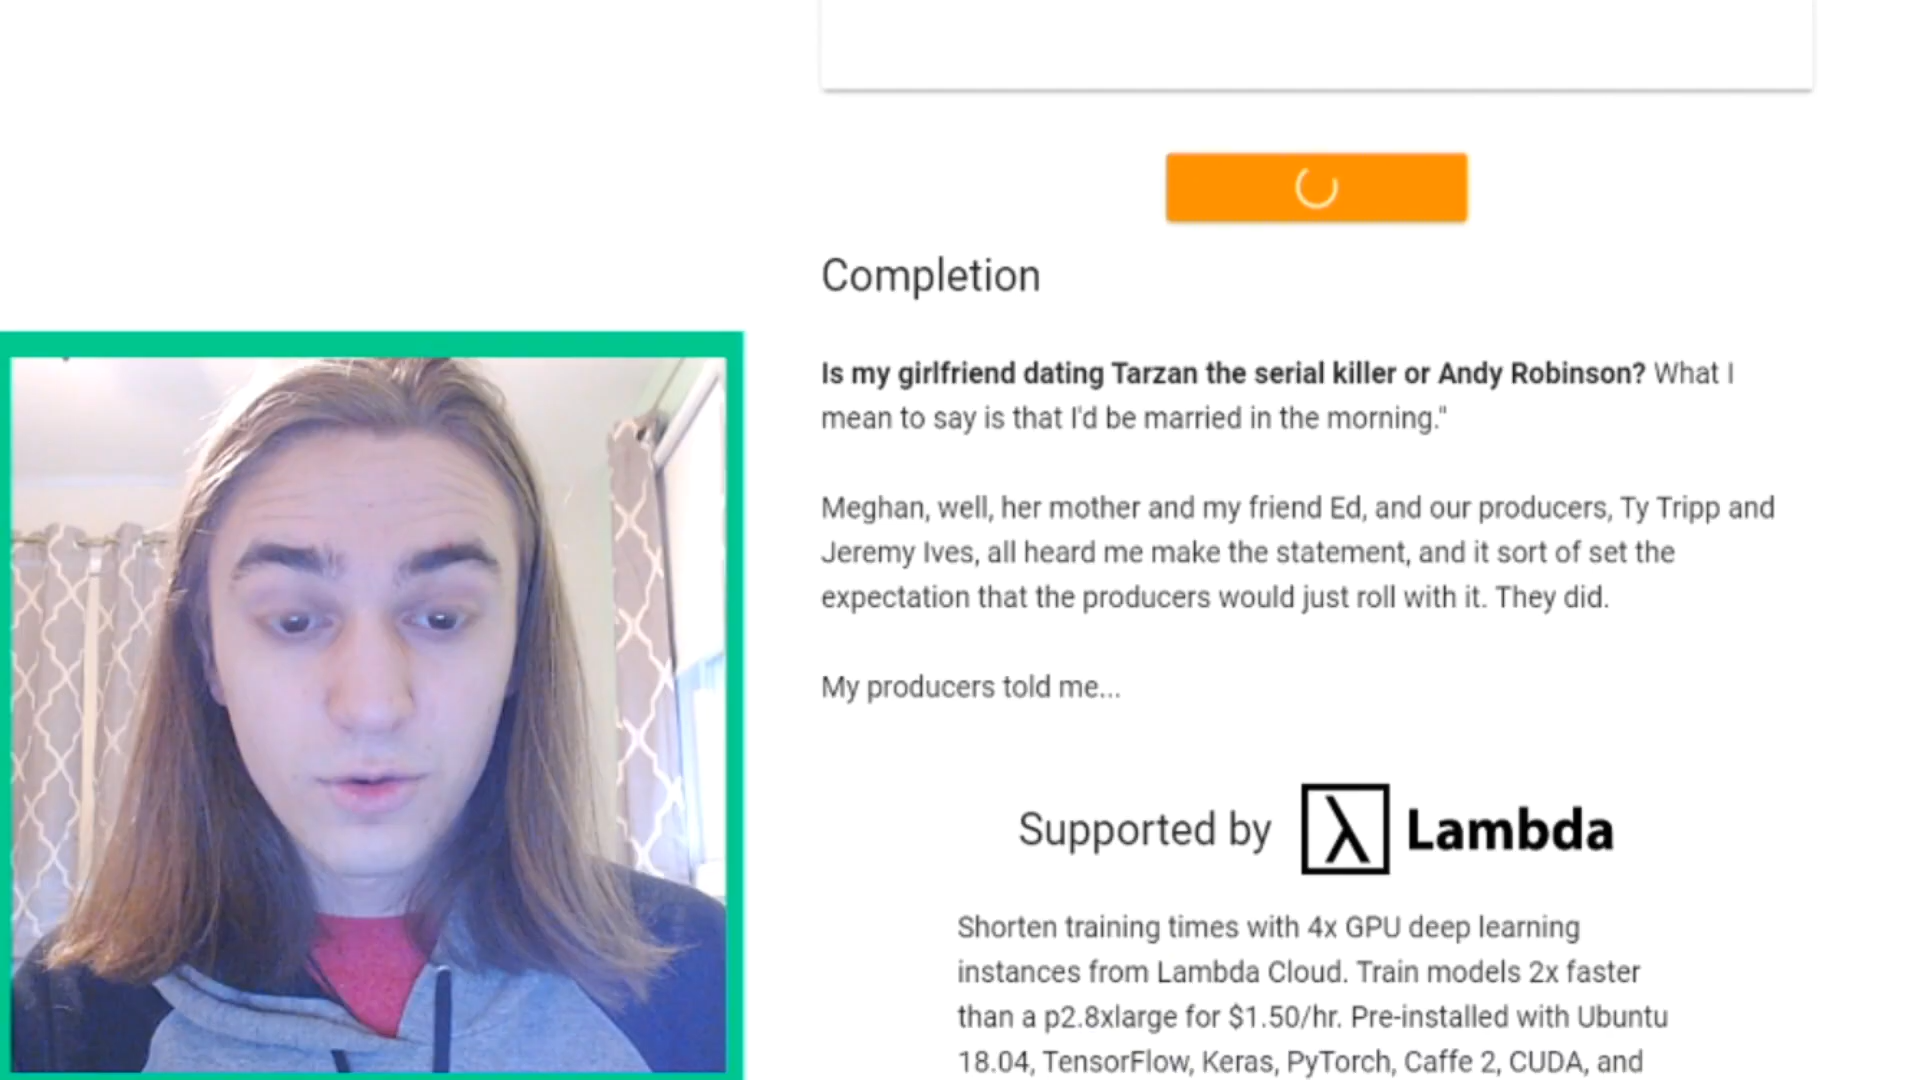 Completion
Is my girlfriend dating Tarzan the serial killer or Andy Robinson? What I
mean to say is that I'd be married in the morning."
Meghan, well, her mother and my friend Ed, and our producers, Ty Tripp and
Jeremy Ives, all heard me make the statement, and it sort of set the
expectation that the producers would just roll with it. They did.
My producers told me...
Supported by λ Lambda
Shorten training times with 4x GPU deep learning
instances from Lambda Cloud. Train models 2x faster
than a p2.8xlarge for $1.50/hr. Pre-installed with Ubuntu
18.04, TensorFlow, Keras, PyTorch, Caffe 2, CUDA, and